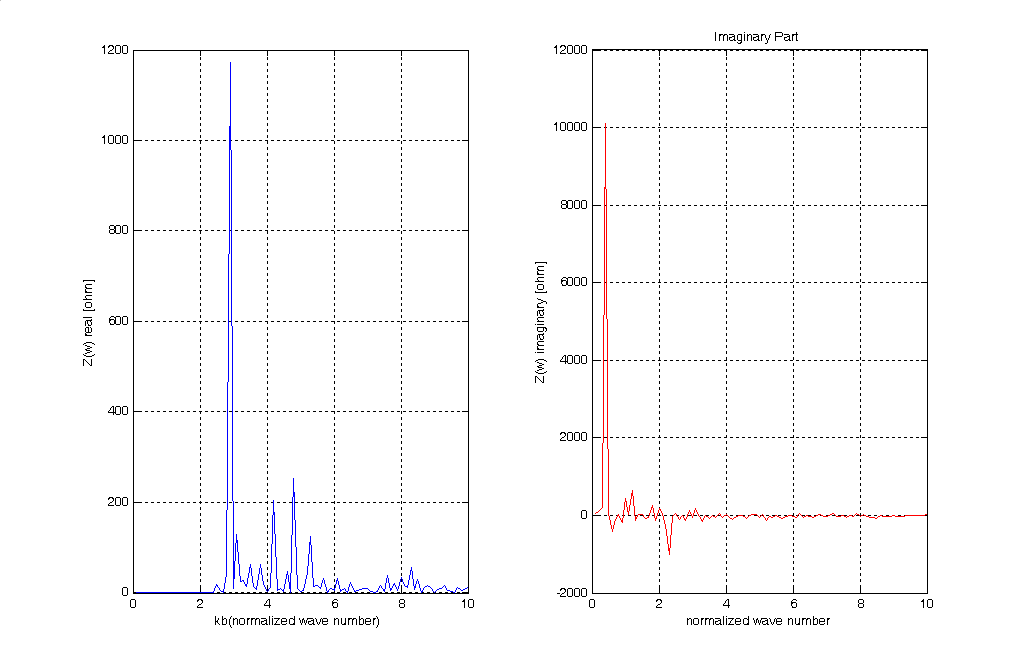 1200
1000
800
600
400
200
0
Z(w) real [ohm]
0 2 4 6 8 10
kb(normalized wave number)
Imaginary Part
12000
10000
8000
6000
4000
2000
0
-2000
Z(w) imaginary [ohm]
0 2 4 6 8 10
normalized wave number